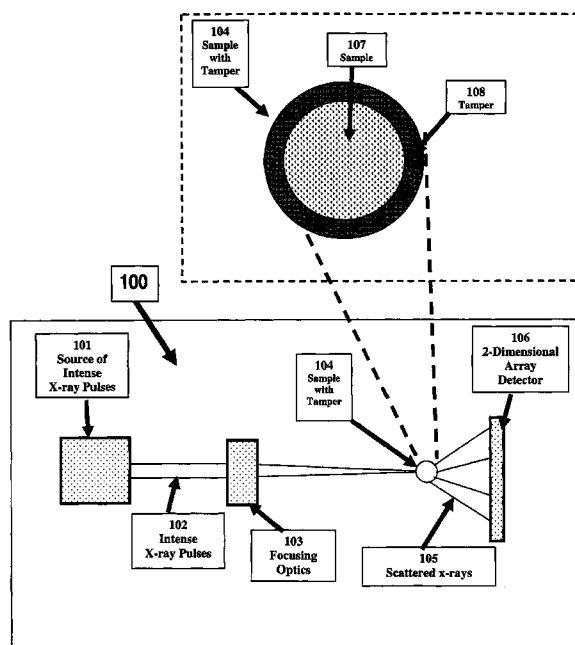 104
Sample
with
Tamper
107
Sample
108
Tamper
100
101
Source of
Intense
X-ray Pulses
104
Sample
with
Tamper
106
2-Dimensional
Array
Detector
102
Intense
X-ray Pulses
103
Focusing
Optics
105
Scattered x-rays